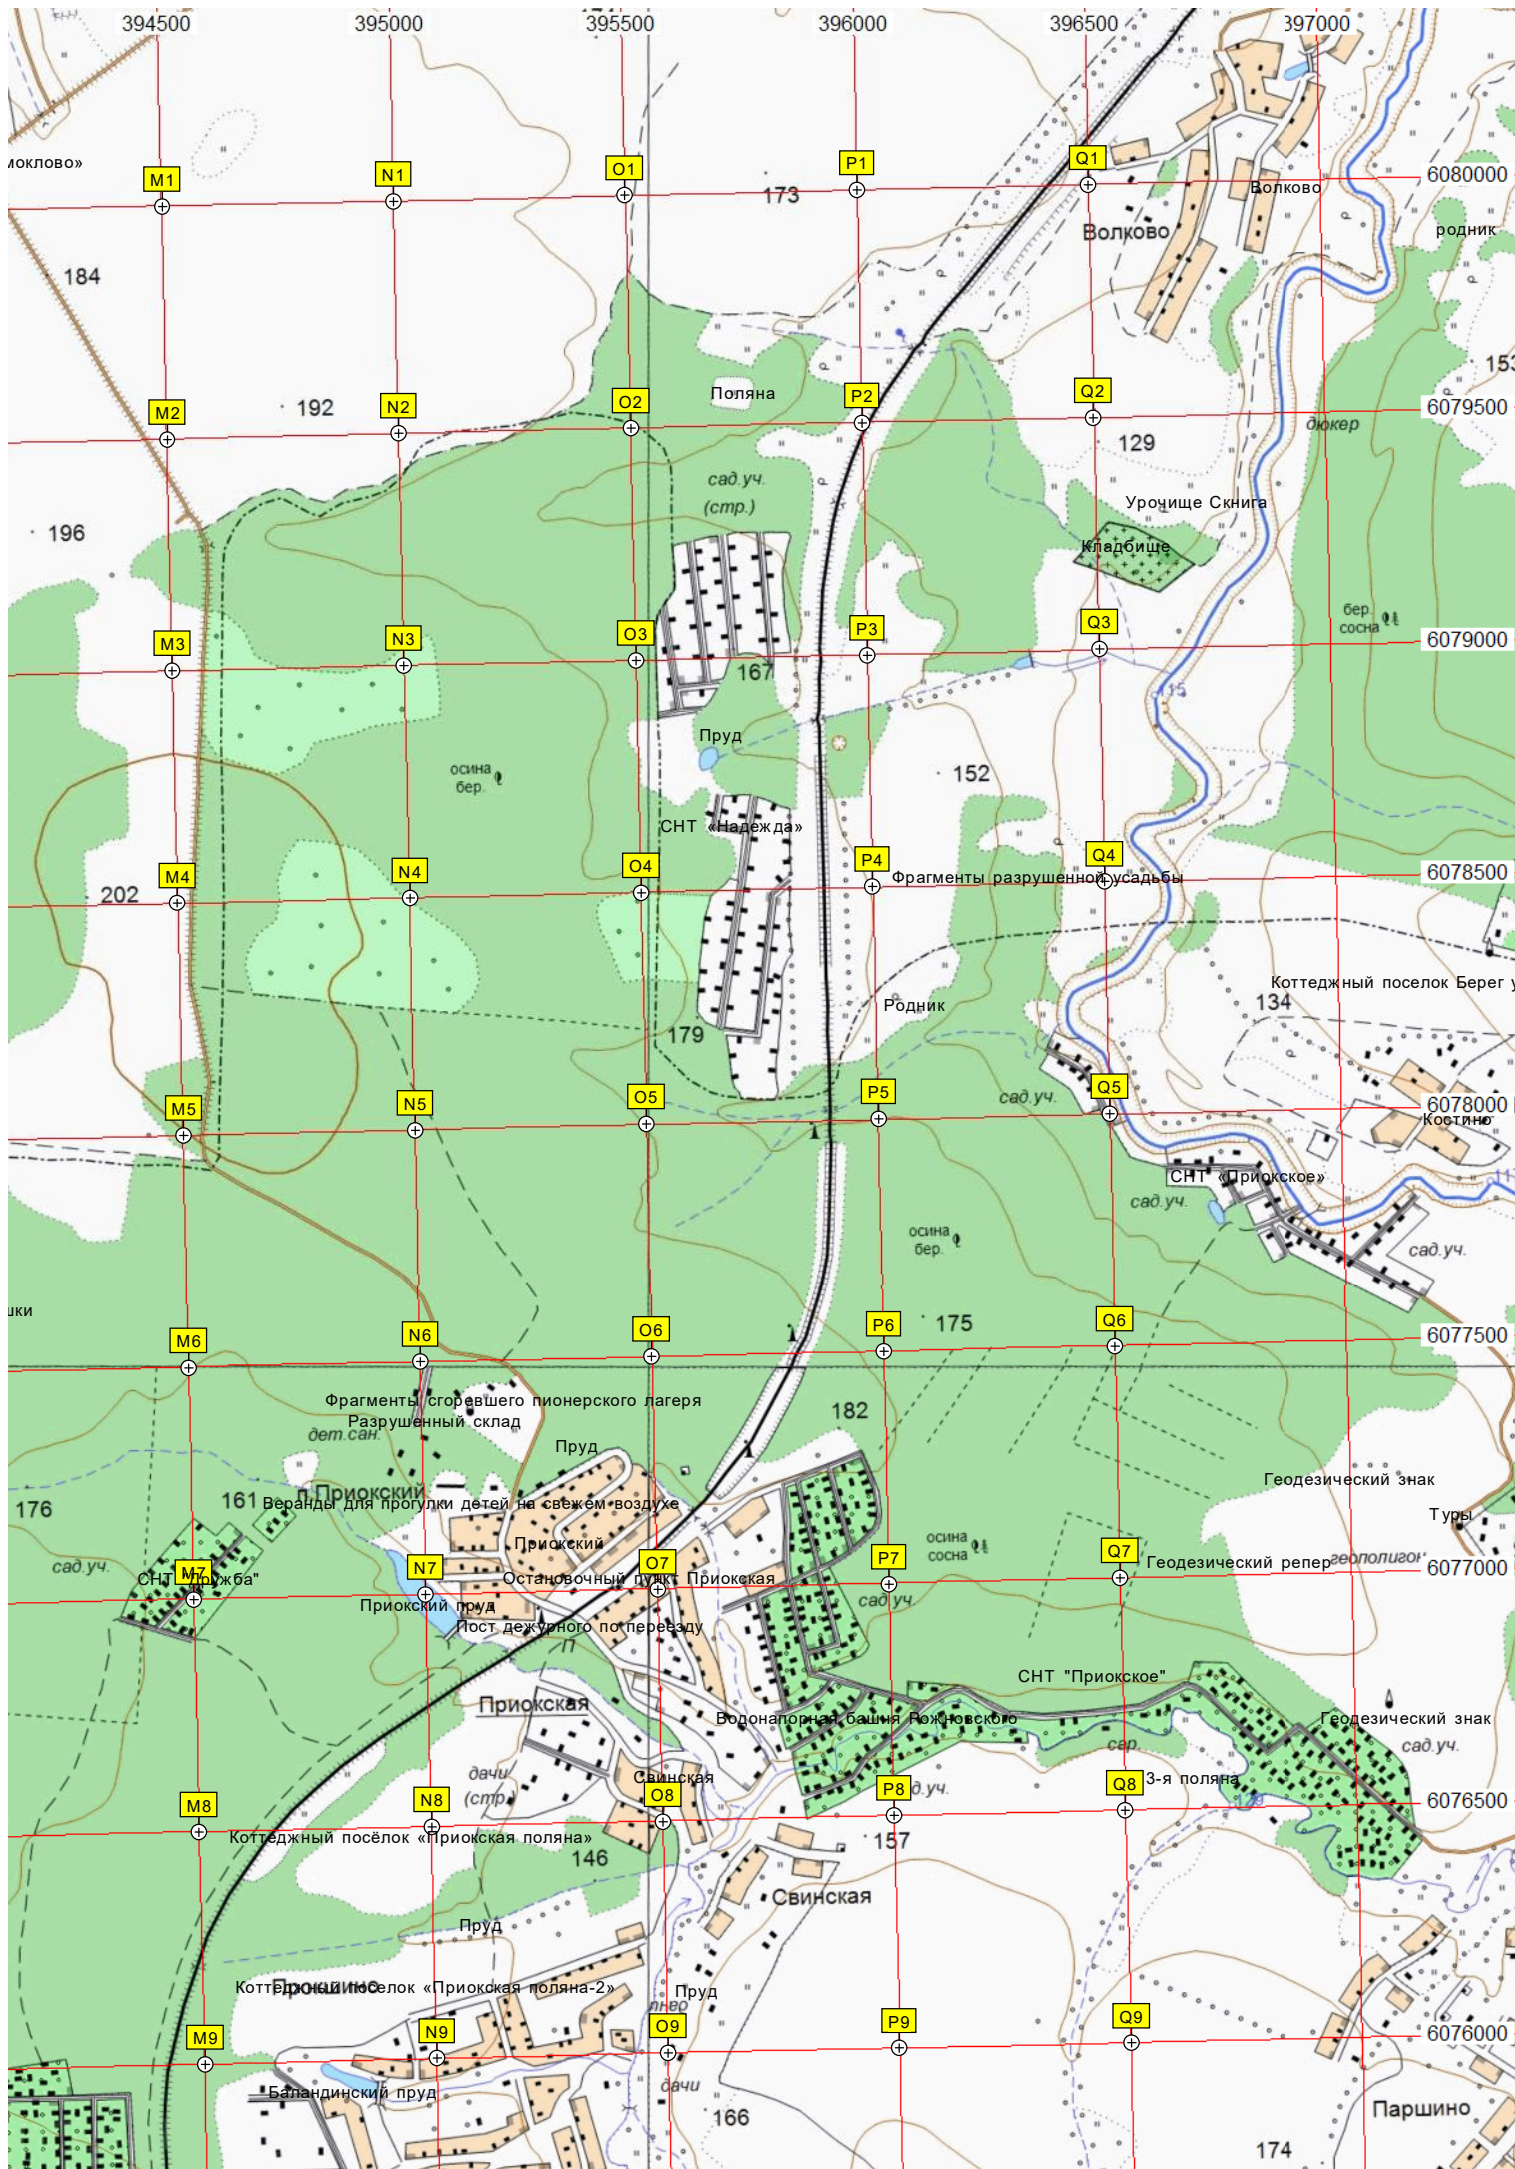 394500 395000 395500 396000 396500 397000
моклово»
M1 N1 O1 P1 Q1
6080000
173
Волково
Волково
родник
184
192
Поляна
153
M2 N2 O2 P2 Q2
6079500
дюкер
129
сад.уч.
(стр.)
Урочище Скнига
196
Кладбище
бер.
сосна
M3 N3 O3 P3 Q3
6079000
167
115
Пруд
осина
бер.
152
СНТ «Надежда»
M4 N4 O4 P4 Q4
6078500
202
Фрагменты разрушенной усадьбы
Коттеджный поселок Берег у
134
Родник
179
сад.уч.
M5 N5 O5 P5 Q5
6078000
Костино
СНТ «Приокское»
сад.уч.
осина
бер.
сад.уч.
шки
175
M6 N6 O6 P6 Q6
6077500
Фрагменты сгоревшего пионерского лагеря
Разрушенный склад
182
дет.сан.
Пруд
Геодезический знак
161
п.Приокский
176
Веранды для прогулки детей на свежем воздухе
Туры
Приокский
осина
сосна
сад.уч.
M7 N7 O7 P7 Q7
6077000
Геодезический репер
геополигон
СНТ "Дружба"
Остановочный пункт Приокская
сад.уч.
Приокский пруд
Пост дежурного по переезду
П
СНТ "Приокское"
Приокская
Водонапорная башня Рожновского
Геодезический знак
сар.
сад.уч.
дачи
(стр.)
Свинская
3-я поляна
д.уч.
M8 N8 O8 P8 Q8
6076500
Коттеджный посёлок «Приокская поляна»
146
157
Свинская
Пруд
Прокшино
Коттеджный поселок «Приокская поляна-2»
Пруд
M9 N9 O9 P9 Q9
6076000
Баландинский пруд
дачи
166
Паршино
174